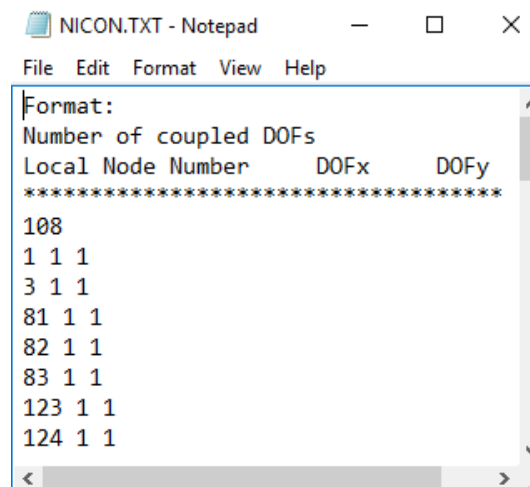 NICON.TXT - Notepad
File Edit Format View Help
Format:
Number of coupled DOFs
Local Node Number DOFx DOFy
************************************
108
1 1 1
3 1 1
81 1 1
82 1 1
83 1 1
123 1 1
124 1 1